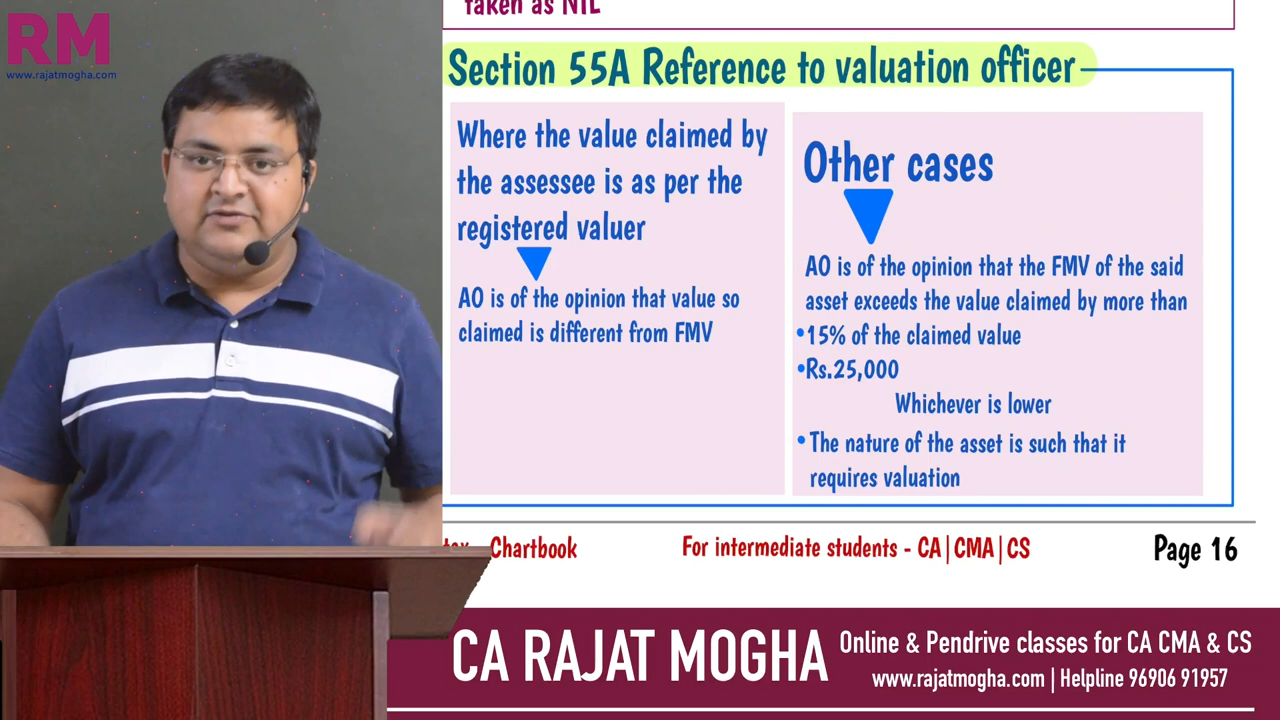 RM
www.rajatmogha.com
taken as NIL
Section 55A Reference to valuation officer
Where the value claimed by
the assessee is as per the
registered valuer
AO is of the opinion that value so
claimed is different from FMV
Other cases
AO is of the opinion that the FMV of the said
asset exceeds the value claimed by more than
•15% of the claimed value
•Rs.25,000
Whichever is lower
• The nature of the asset is such that it
requires valuation
Chartbook
For intermediate students - CA|CMA|CS
Page 16
CA RAJAT MOGHA
Online & Pendrive classes for CA CMA & CS
www.rajatmogha.com | Helpline 96906 91957